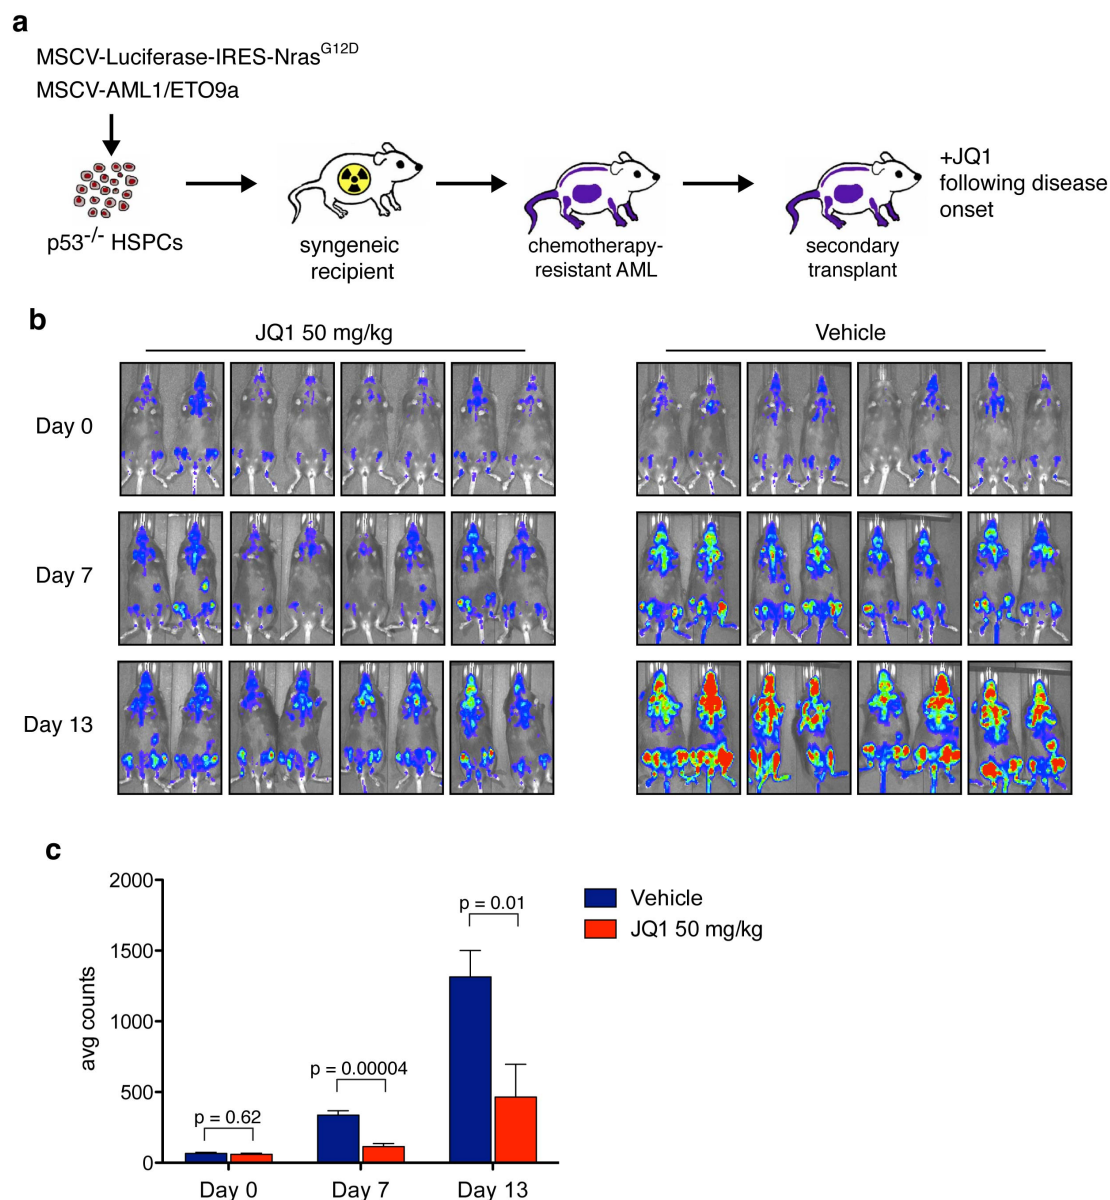 a
MSCV-Luciferase-IRES-Nras^G12D
MSCV-AML1/ETO9a
p53-/- HSPCs
syngeneic
recipient
chemotherapy-
resistant AML
secondary
transplant
+JQ1
following disease
onset
b
JQ1 50 mg/kg
Vehicle
Day 0
Day 7
Day 13
c
avg counts
2000
1500
1000
500
0
p = 0.62
p = 0.00004
p = 0.01
Day 0
Day 7
Day 13
Vehicle
JQ1 50 mg/kg